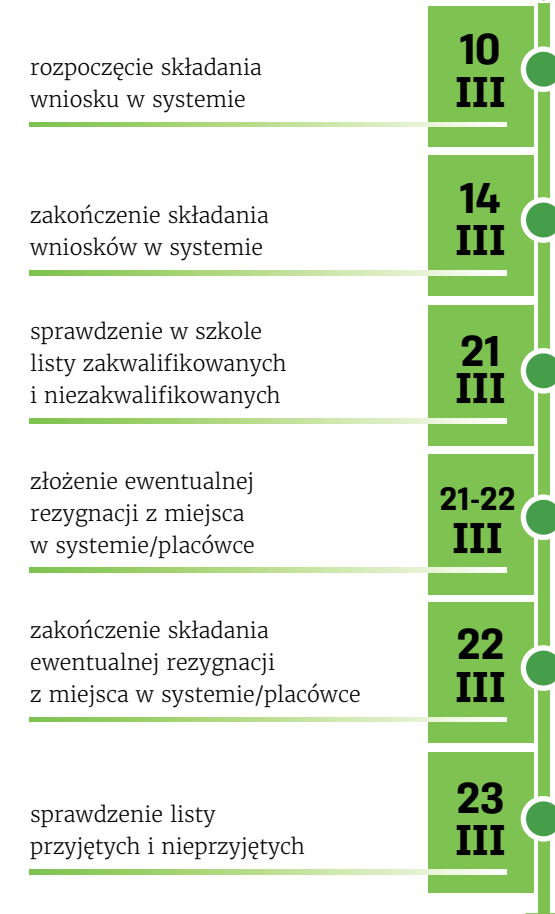 rozpoczęcie składania
wniosku w systemie
10
III
zakończenie składania
wniosków w systemie
14
III
sprawdzenie w szkole
listy zakwalifikowanych
i niezakwalifikowanych
21
III
złożenie ewentualnej
rezygnacji z miejsca
w systemie/placówce
21-22
III
zakończenie składania
ewentualnej rezygnacji
z miejsca w systemie/placówce
22
III
sprawdzenie listy
przyjętych i nieprzyjętych
23
III